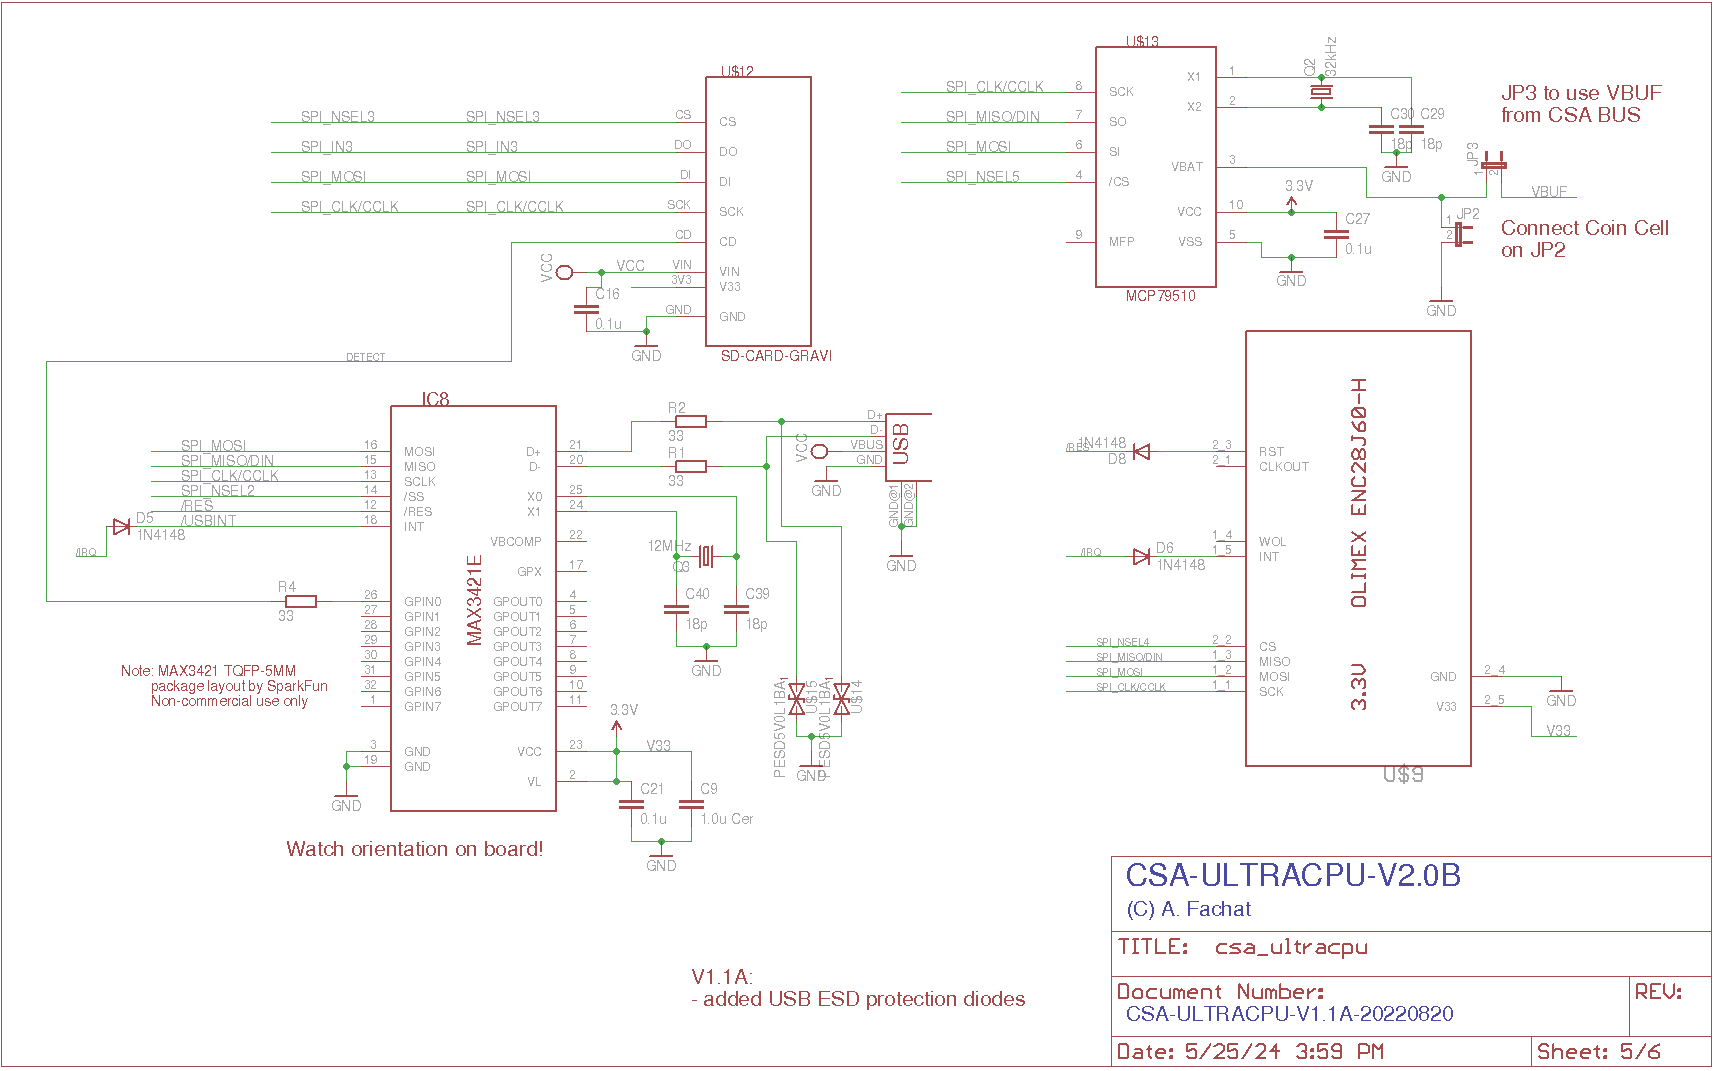 U$12
SPI_NSEL3 SPI_NSEL3 CS CS
SPI_IN3 SPI_IN3 DO DO
SPI_MOSI SPI_MOSI DI DI
SPI_CLK/CCLK SPI_CLK/CCLK SCK SCK
CD CD
VCC VCC VIN VIN
3V3 V33
C16
0.1u
GND GND
GND
SD-CARD-GRAVI
DETECT
U$13
SPI_CLK/CCLK 8 SCK
SPI_MISO/DIN 7 SO
SPI_MOSI 6 SI
SPI_NSEL5 4 /CS
9 MFP
X1 1
X2 2
VBAT 3
VCC 10
VSS 5
MCP79510
Q2
32kHz
C30 C29
18p 18p
GND
3.3V
C27
0.1u
GND
JP3 to use VBUF
from CSA BUS
JP3
1
2
VBUF
JP2
1
2
GND
Connect Coin Cell
on JP2
IC8
SPI_MOSI 16 MOSI
SPI_MISO/DIN 15 MISO
SPI_CLK/CCLK 13 SCLK
SPI_NSEL2 14 /SS
/RES 12 /RES
/USBINT 18 INT
D5
1N4148
/IRQ
R4
33
26 GPIN0
27 GPIN1
28 GPIN2
29 GPIN3
30 GPIN4
31 GPIN5
32 GPIN6
1 GPIN7
3 GND
19 GND
GND
MAX3421E
D+ 21
D- 20
X0 25
X1 24
VBCOMP 22
GPX 17
GPOUT0 4
GPOUT1 5
GPOUT2 6
GPOUT3 7
GPOUT4 8
GPOUT5 9
GPOUT6 10
GPOUT7 11
VCC 23
VL 2
Note: MAX3421 TQFP-5MM
package layout by SparkFun
Non-commercial use only
Watch orientation on board!
R2
33
R1
33
12MHz
Q3
C40 C39
18p 18p
GND
3.3V
V33
C21 C9
0.1u 1.0u Cer
GND
D+
D-
VBUS
GND
USB
VCC
GND
GND@1
GND@2
GND
PESD5V0L1BA
1
U$15
PESD5V0L1BA
1
U$14
GND
/RES
1N4148
D8
2_3 RST
2_1 CLKOUT
1_4 WOL
1_5 INT
/IRQ
D6
1N4148
SPI_NSEL4 2_2 CS
SPI_MISO/DIN 1_3 MISO
SPI_MOSI 1_2 MOSI
SPI_CLK/CCLK 1_1 SCK
OLIMEX ENC28J60-H
3.3V
GND 2_4
V33 2_5
GND
V33
U$9
V1.1A:
- added USB ESD protection diodes
CSA-ULTRACPU-V2.0B
(C) A. Fachat
TITLE: csa_ultracpu
Document Number:
REV:
CSA-ULTRACPU-V1.1A-20220820
Date: 5/25/24 3:59 PM
Sheet: 5/6